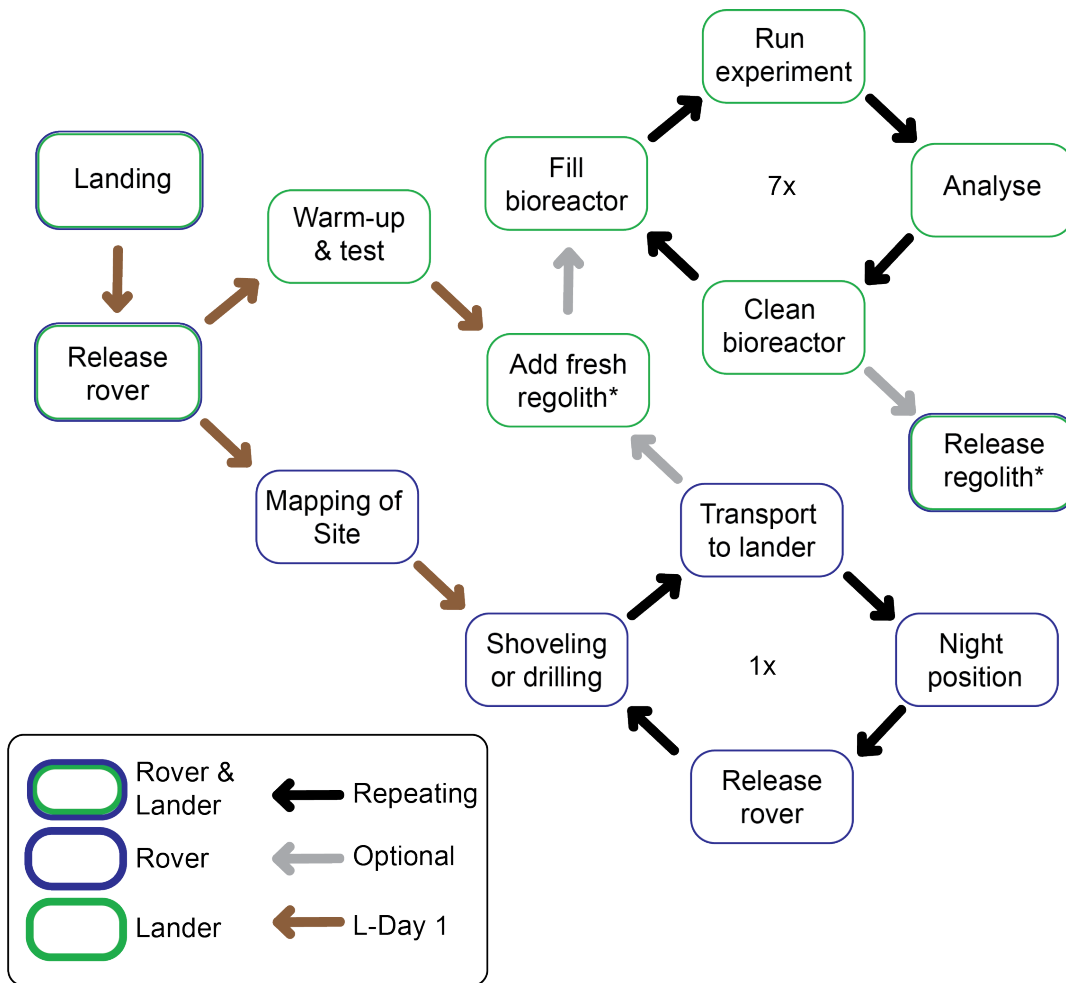 Run
experiment
Landing
Fill
bioreactor
7x
Analyse
Warm-up
& test
Clean
bioreactor
Release
rover
Add fresh
regolith*
Release
regolith*
Mapping of
Site
Transport
to lander
Shoveling
or drilling
1x
Night
position
Release
rover
Rover &
Lander
Rover
Lander
Repeating
Optional
L-Day 1